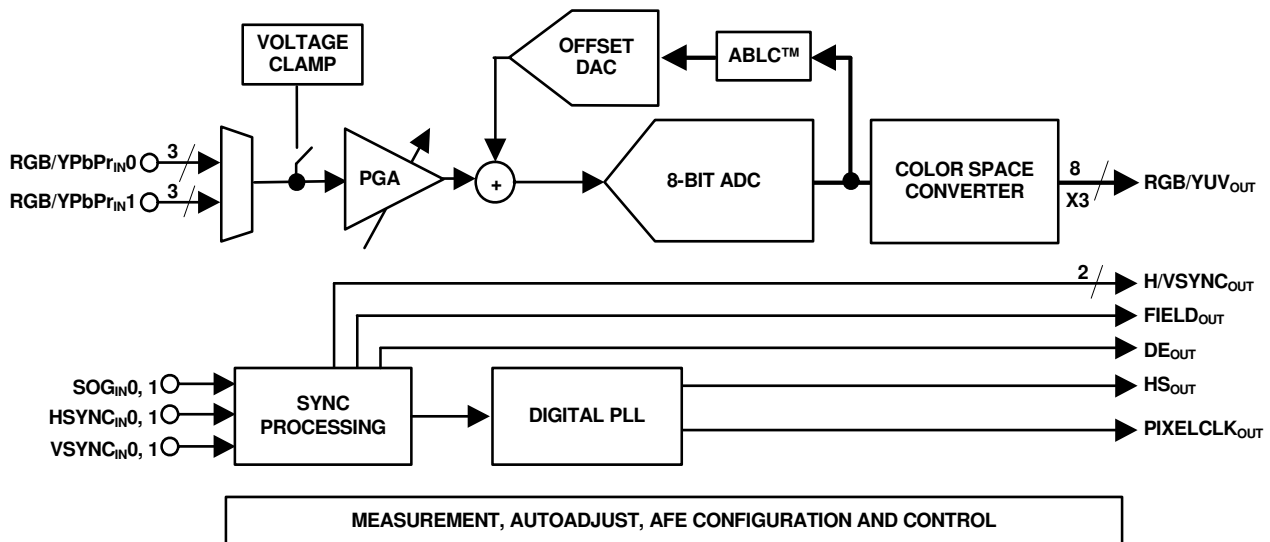 VOLTAGE
CLAMP
OFFSET
DAC
ABLC™
RGB/YPbPrIN0
3
RGB/YPbPrIN1
3
PGA
+
8-BIT ADC
COLOR SPACE
CONVERTER
8
X3
RGB/YUVOUT
2
H/VSYNCOUT
FIELDOUT
DEOUT
SOGIN0, 1
HSYNCIN0, 1
VSYNCIN0, 1
SYNC
PROCESSING
DIGITAL PLL
HSOUT
PIXELCLKOUT
MEASUREMENT, AUTOADJUST, AFE CONFIGURATION AND CONTROL